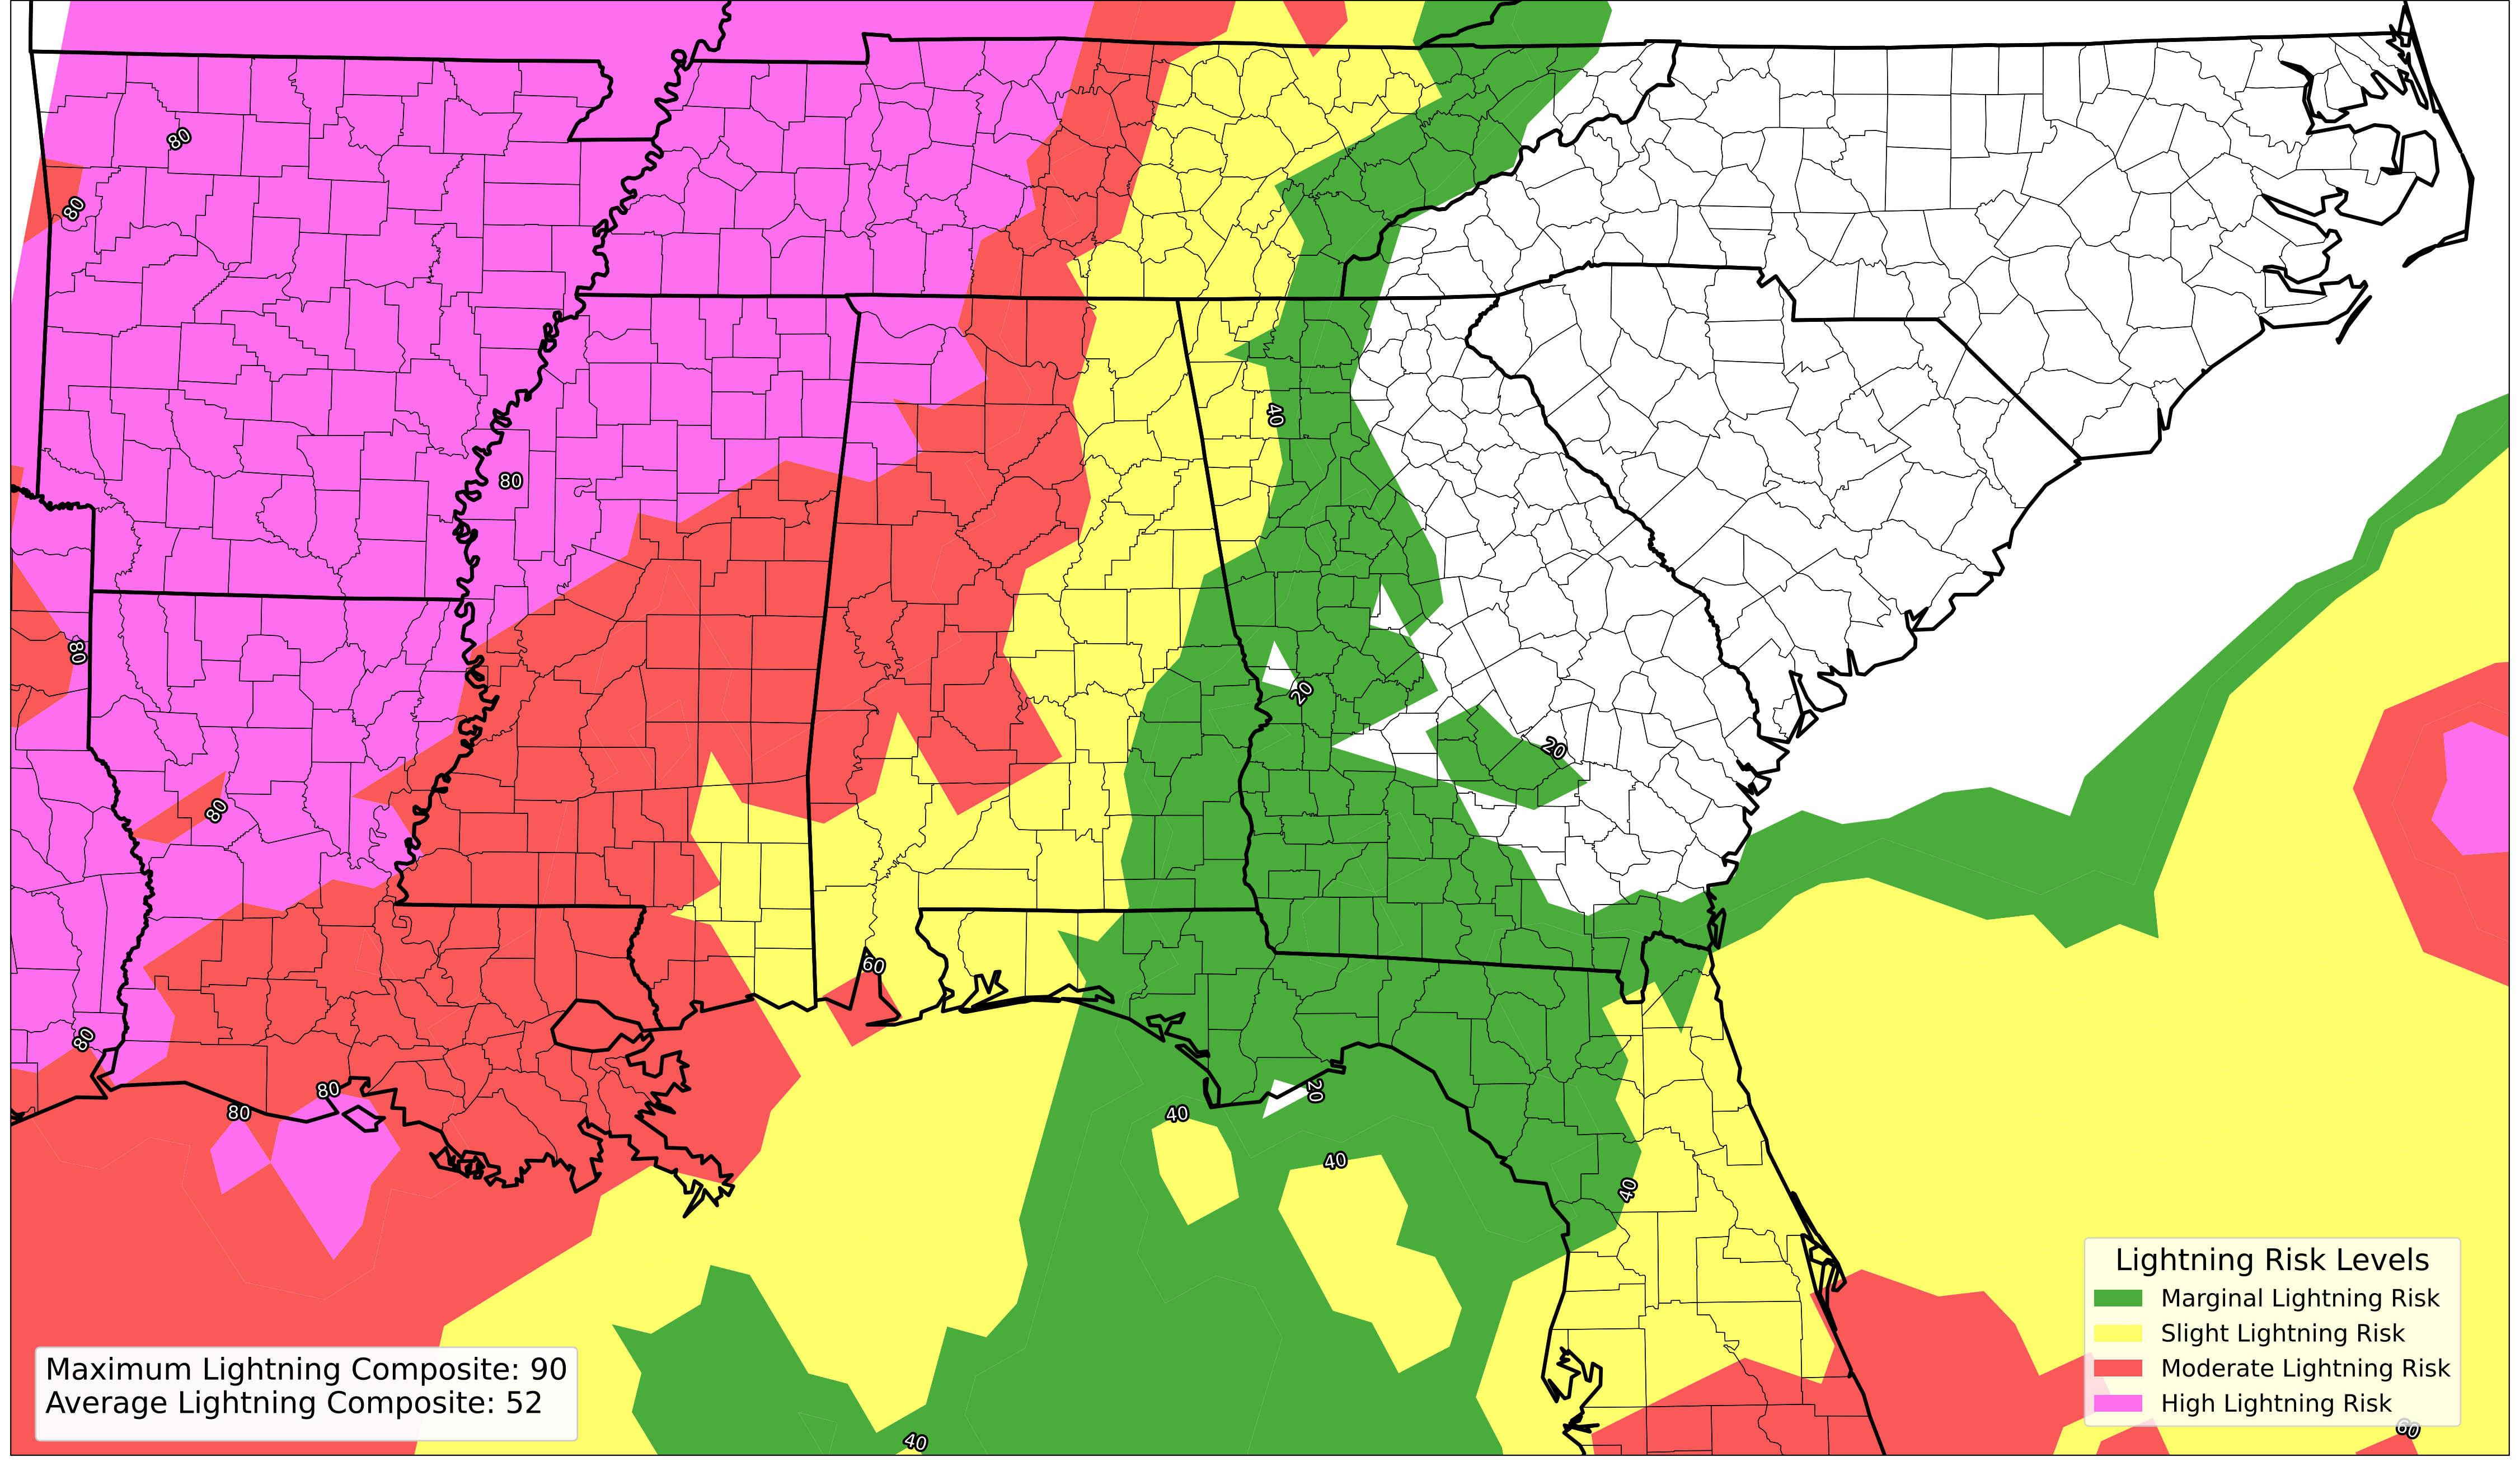 80
80
40
80
80
20
20
80
60
80
80
80
20
40
40
40
Lightning Risk Levels
Marginal Lightning Risk
Slight Lightning Risk
Moderate Lightning Risk
High Lightning Risk
Maximum Lightning Composite: 90
Average Lightning Composite: 52
60
40